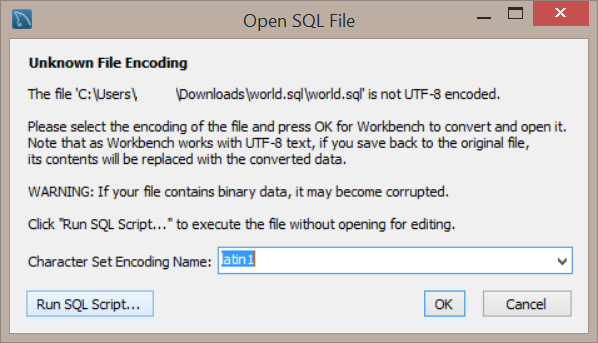 Open SQL File
Unknown File Encoding
The file 'C:\Users\ \Downloads\world.sql\world.sql' is not UTF-8 encoded.
Please select the encoding of the file and press OK for Workbench to convert and open it.
Note that as Workbench works with UTF-8 text, if you save back to the original file,
its contents will be replaced with the converted data.
WARNING: If your file contains binary data, it may become corrupted.
Click "Run SQL Script..." to execute the file without opening for editing.
Character Set Encoding Name: latin1
Run SQL Script... OK Cancel